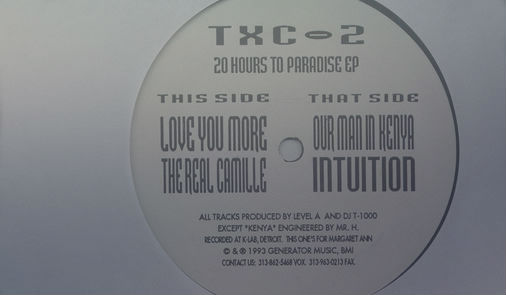 TXC-2
20 HOURS TO PARADISE EP
THIS SIDE
LOVE YOU MORE
THE REAL CAMILLE
THAT SIDE
OUR MAN IN KENYA
INTUITION
ALL TRACKS PRODUCED BY LEVEL A AND DJ T-1000
EXCEPT "KENYA" ENGINEERED BY MR. H.
RECORDED AT K-LAB, DETROIT. THIS ONE'S FOR MARGARET ANN
© & ® 1993 GENERATOR MUSIC, BMI
CONTACT US: 313-862-5468 VOX. 313-963-0213 FAX.